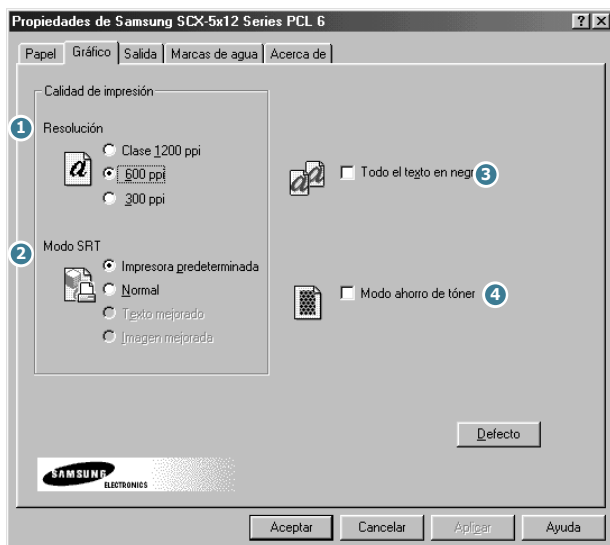 Propiedades de Samsung SCX-5x12 Series PCL 6
Papel Gráfico Salida Marcas de agua Acerca de
Calidad de impresión
1 Resolución
Clase 1200 ppi
600 ppi
300 ppi
2 Modo SRT
Impresora predeterminada
Normal
Texto mejorado
Imagen mejorada
Todo el texto en negr 3
Modo ahorro de tóner 4
Defecto
SAMSUNG
ELECTRONICS
Aceptar Cancelar Apligar Ayuda